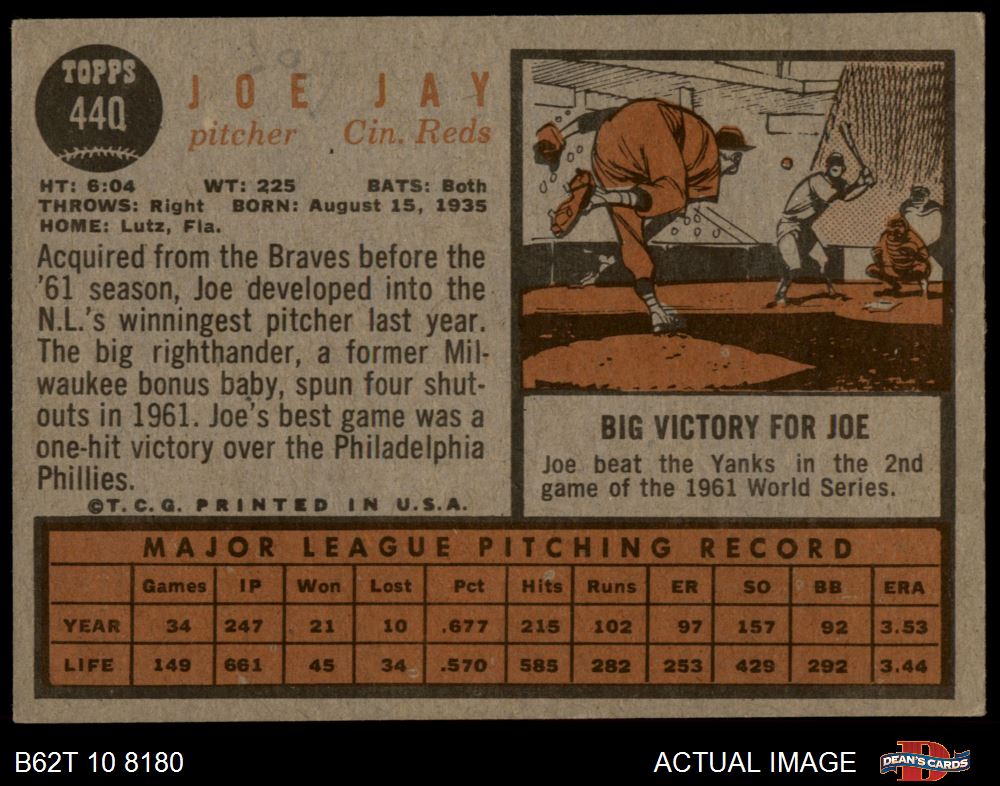 TOPPS
440
JOE JAY
pitcher Cin. Reds
HT: 6:04 WT: 225 BATS: Both
THROWS: Right BORN: August 15, 1935
HOME: Lutz, Fla.
Acquired from the Braves before the
'61 season, Joe developed into the
N.L.'s winningest pitcher last year.
The big righthander, a former Mil-
waukee bonus baby, spun four shut-
outs in 1961. Joe's best game was a
one-hit victory over the Philadelphia
Phillies.
©T.C.G. PRINTED IN U.S.A.
BIG VICTORY FOR JOE
Joe beat the Yanks in the 2nd
game of the 1961 World Series.
MAJOR LEAGUE PITCHING RECORD
Games IP Won Lost Pct Hits Runs ER SO BB ERA
YEAR 34 247 21 10 .677 215 102 97 157 92 3.53
LIFE 149 661 45 34 .570 585 282 253 429 292 3.44
B62T 10 8180 ACTUAL IMAGE DEAN'S CARDS